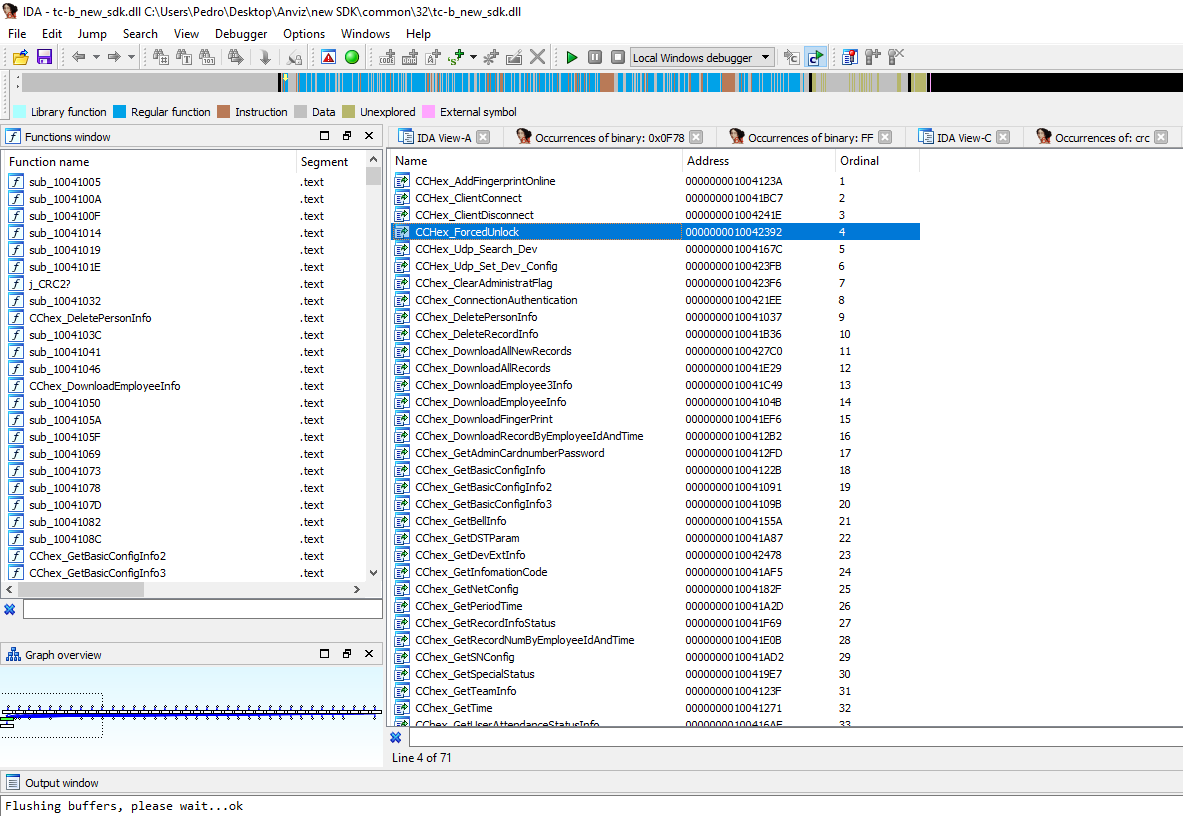 IDA - tc-b_new_sdk.dll C:\Users\Pedro\Desktop\Anviz\new SDK\common\32\tc-b_new_sdk.dll
File Edit Jump Search View Debugger Options Windows Help
Local Windows debugger
Library function Regular function Instruction Data Unexplored External symbol
Functions window
Function name Segment
sub_10041005 .text
sub_1004100A .text
sub_1004100F .text
sub_10041014 .text
sub_10041019 .text
sub_1004101E .text
j_CRC2? .text
sub_10041032 .text
CChex_DeletePersonInfo .text
sub_1004103C .text
sub_10041041 .text
sub_10041046 .text
CChex_DownloadEmployeeInfo .text
sub_10041050 .text
sub_1004105A .text
sub_1004105F .text
sub_10041069 .text
sub_10041073 .text
sub_10041078 .text
sub_1004107D .text
sub_10041082 .text
sub_1004108C .text
CChex_GetBasicConfigInfo2 .text
CChex_GetBasicConfigInfo3 .text
Graph overview
IDA View-A Occurrences of binary: 0x0F78 Occurrences of binary: FF IDA View-C Occurrences of: crc
Name Address Ordinal
CCHex_AddFingerprintOnline 000000001004123A 1
CCHex_ClientConnect 0000000010041BC7 2
CCHex_ClientDisconnect 000000001004241E 3
CCHex_ForcedUnlock 0000000010042392 4
CCHex_Udp_Search_Dev 000000001004167C 5
CCHex_Udp_Set_Dev_Config 00000000100423FB 6
CChex_ClearAdministratFlag 00000000100423F6 7
CChex_ConnectionAuthentication 00000000100421EE 8
CChex_DeletePersonInfo 0000000010041037 9
CChex_DeleteRecordInfo 0000000010041B36 10
CChex_DownloadAllNewRecords 00000000100427C0 11
CChex_DownloadAllRecords 0000000010041E29 12
CChex_DownloadEmployee3Info 0000000010041C49 13
CChex_DownloadEmployeeInfo 000000001004104B 14
CChex_DownloadFingerPrint 0000000010041EF6 15
CChex_DownloadRecordByEmployeeIdAndTime 00000000100412B2 16
CChex_GetAdminCardnumberPassword 00000000100412FD 17
CChex_GetBasicConfigInfo 000000001004122B 18
CChex_GetBasicConfigInfo2 0000000010041091 19
CChex_GetBasicConfigInfo3 000000001004109B 20
CChex_GetBellInfo 000000001004155A 21
CChex_GetDSTParam 0000000010041A87 22
CChex_GetDevExtInfo 0000000010042478 23
CChex_GetInfomationCode 0000000010041AF5 24
CChex_GetNetConfig 000000001004182F 25
CChex_GetPeriodTime 0000000010041A2D 26
CChex_GetRecordInfoStatus 0000000010041F69 27
CChex_GetRecordNumByEmployeeIdAndTime 0000000010041E0B 28
CChex_GetSNConfig 0000000010041AD2 29
CChex_GetSpecialStatus 00000000100419E7 30
CChex_GetTeamInfo 000000001004123F 31
CChex_GetTime 0000000010041271 32
CChex_GetUserAttendanceStatusInfo 00000000100416AE 33
Line 4 of 71
Output window
Flushing buffers, please wait...ok